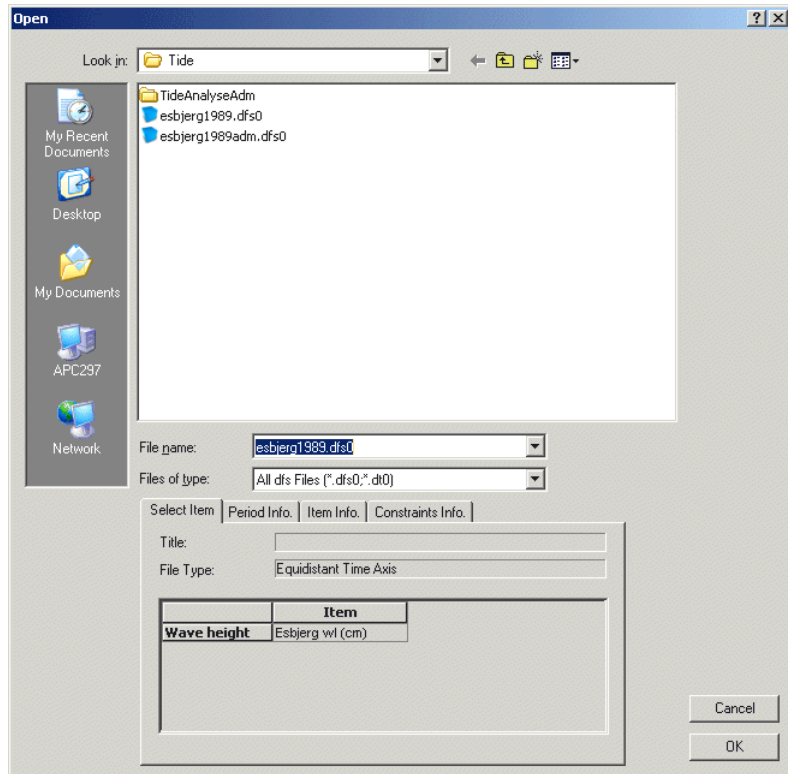 Open
Look in: Tide
My Recent
Documents
Desktop
My Documents
APC297
Network
TideAnalyseAdm
esbjerg1989.dfs0
esbjerg1989adm.dfs0
File name: esbjerg1989.dfs0
Files of type: All dfs Files (*.dfs0;*.dt0)
Select Item Period Info. Item Info. Constraints Info.
Title:
File Type: Equidistant Time Axis
Item
Wave height Esbjerg wl (cm)
Cancel
OK